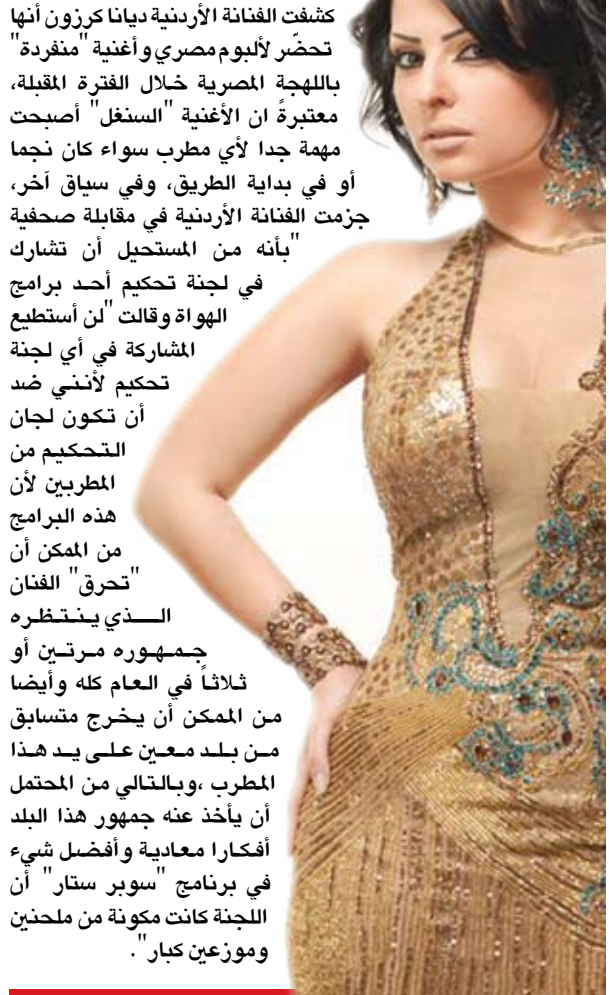 كشفت الفنانة الأردنية ديانا كرزون أنها
تحضّر لألبوم مصري وأغنية "منفردة"
باللهجة المصرية خلال الفترة المقبلة،
معتبرةً ان الأغنية "السنغل" أصبحت
مهمة جدا لأي مطرب سواء كان نجما
أو في بداية الطريق، وفي سياق آخر،
جزمت الفنانة الأردنية في مقابلة صحفية
"بأنه من المستحيل أن تشارك
في لجنة تحكيم أحد برامج
الهواة وقالت "لن أستطيع
المشاركة في أي لجنة
تحكيم لأنني ضد
أن تكون لجان
التحكيم من
المطربين لأن
هذه البرامج
من الممكن أن
"تحرق" الفنان
الذي ينتظره
جمهوره مرتين أو
ثلاثاً في العام كله وأيضا
من الممكن أن يخرج متسابق
من بلد معين على يد هذا
المطرب ،وبالتالي من المحتمل
أن يأخذ عنه جمهور هذا البلد
أفكارا معادية وأفضل شيء
في برنامج "سوبر ستار" أن
اللجنة كانت مكونة من ملحنين
وموزعين كبار".